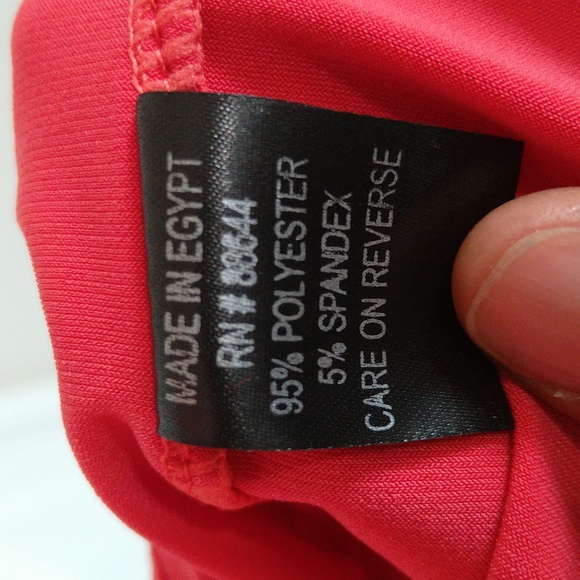 MADE IN EGYPT
RN # 88644
95% POLYESTER
5% SPANDEX
CARE ON REVERSE